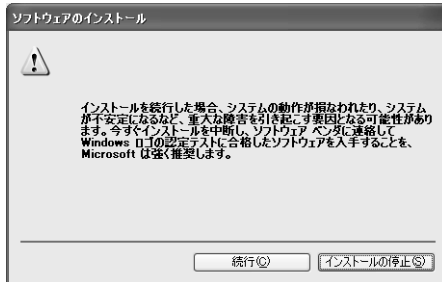 ソフトウェアのインストール
インストールを続行した場合、システムの動作が損なわれたり、システム
が不安定になるなど、重大な障害を引き起こす要因となる可能性があり
ます。今すぐインストールを中断し、ソフトウェア ベンダに連絡して
Windows ロゴの認定テストに合格したソフトウェアを入手することを、
Microsoft は強く推奨します。
続行(C)
インストールの停止(S)